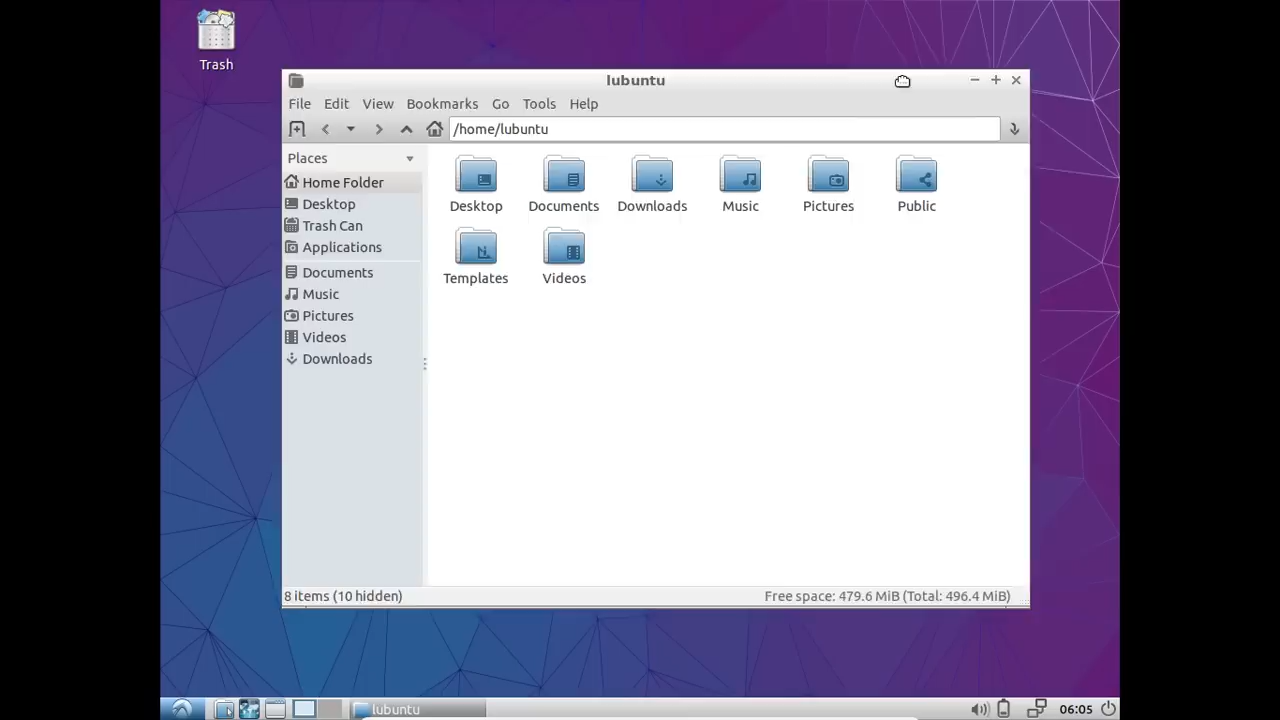 Trash
lubuntu
File Edit View Bookmarks Go Tools Help
/home/lubuntu
Places
Home Folder
Desktop
Trash Can
Applications
Documents
Music
Pictures
Videos
Downloads
Desktop Documents Downloads Music Pictures Public
Templates Videos
8 items (10 hidden) Free space: 479.6 MiB (Total: 496.4 MiB)
lubuntu 06:05